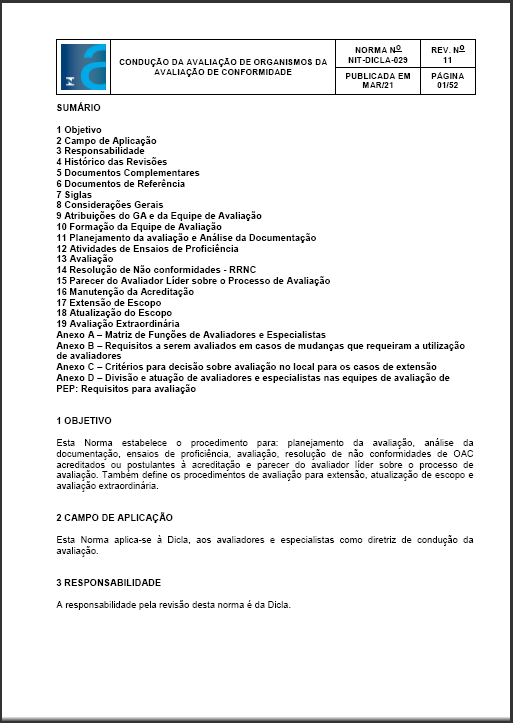 CONDUÇÃO DA AVALIAÇÃO DE ORGANISMOS DA
AVALIAÇÃO DE CONFORMIDADE
NORMA Nº
NIT-DICLA-029
REV. Nº
11
PUBLICADA EM
MAR/21
PÁGINA
01/52
SUMÁRIO
1 Objetivo
2 Campo de Aplicação
3 Responsabilidade
4 Histórico das Revisões
5 Documentos Complementares
6 Documentos de Referência
7 Siglas
8 Considerações Gerais
9 Atribuições do GA e da Equipe de Avaliação
10 Formação da Equipe de Avaliação
11 Planejamento da avaliação e Análise da Documentação
12 Atividades de Ensaios de Proficiência
13 Avaliação
14 Resolução de Não conformidades - RRNC
15 Parecer do Avaliador Líder sobre o Processo de Avaliação
16 Manutenção da Acreditação
17 Extensão de Escopo
18 Atualização do Escopo
19 Avaliação Extraordinária
Anexo A – Matriz de Funções de Avaliadores e Especialistas
Anexo B – Requisitos a serem avaliados em casos de mudanças que requeiram a utilização
de avaliadores
Anexo C – Critérios para decisão sobre avaliação no local para os casos de extensão
Anexo D – Divisão e atuação de avaliadores e especialistas nas equipes de avaliação de
PEP: Requisitos para avaliação
1 OBJETIVO
Esta Norma estabelece o procedimento para: planejamento da avaliação, análise da
documentação, ensaios de proficiência, avaliação, resolução de não conformidades de OAC
acreditados ou postulantes à acreditação e parecer do avaliador líder sobre o processo de
avaliação. Também define os procedimentos de avaliação para extensão, atualização de escopo e
avaliação extraordinária.
2 CAMPO DE APLICAÇÃO
Esta Norma aplica-se à Dicla, aos avaliadores e especialistas como diretriz de condução da
avaliação.
3 RESPONSABILIDADE
A responsabilidade pela revisão desta norma é da Dicla.